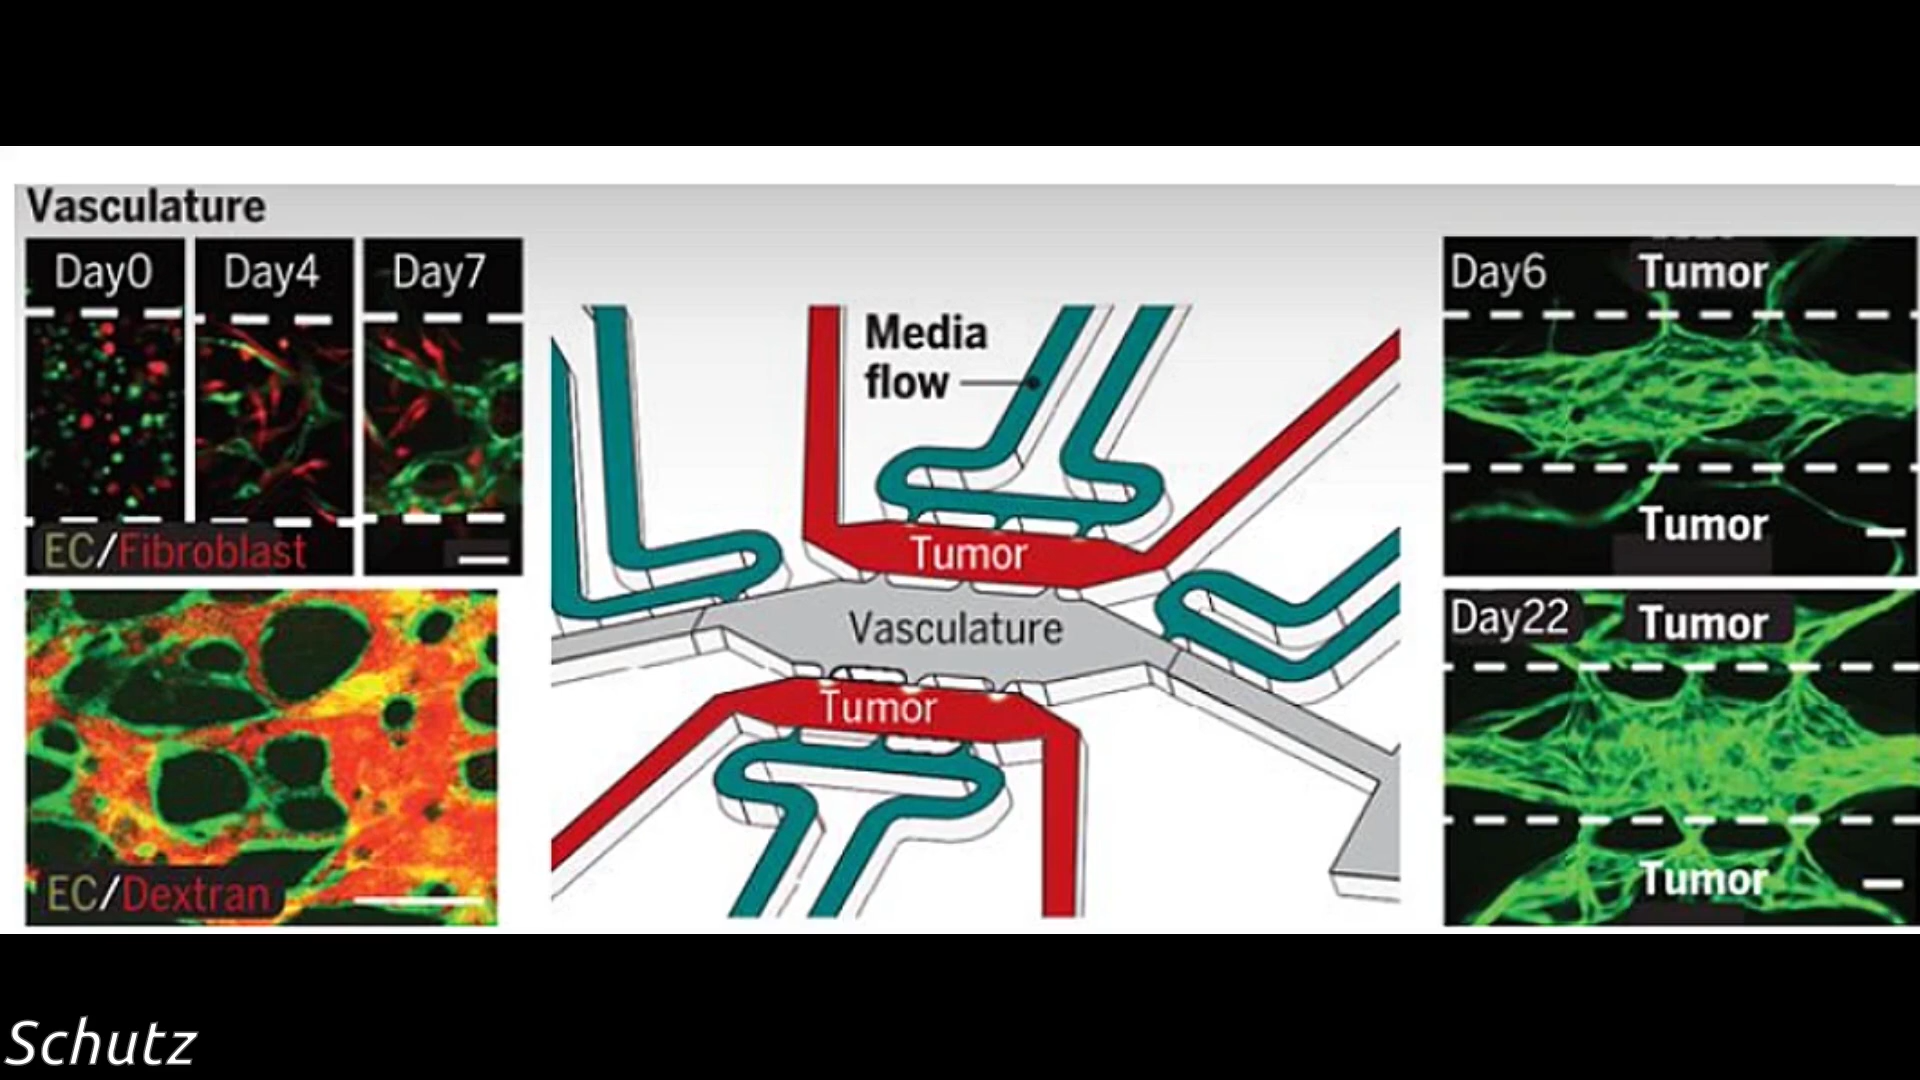 Vasculature
Day0
Day4
Day7
EC/Fibroblast
EC/Dextran
Media
flow
Tumor
Vasculature
Tumor
Day6
Tumor
Tumor
Day22
Tumor
Tumor
Schutz